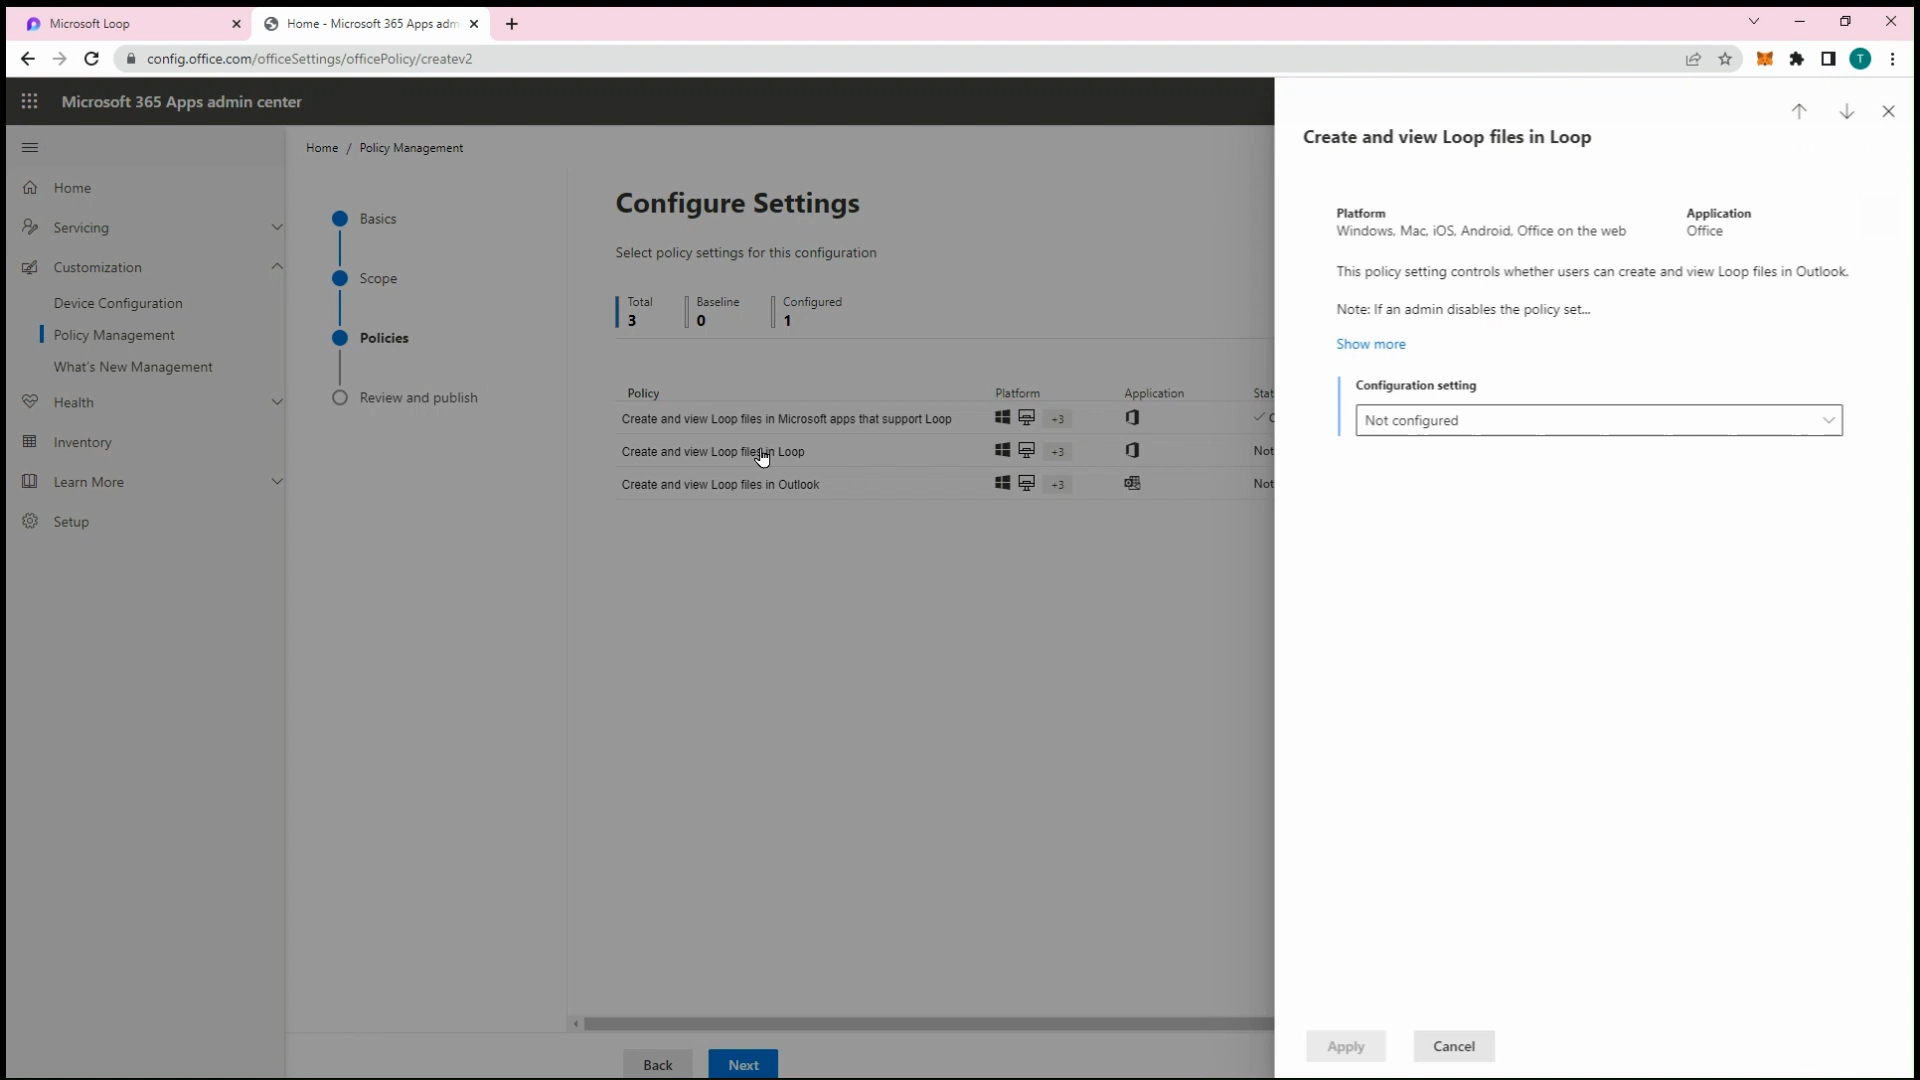 Microsoft Loop
Home - Microsoft 365 Apps adm
config.office.com/officeSettings/officePolicy/createv2
T
Microsoft 365 Apps admin center
Home / Policy Management
Home
Servicing
Customization
Device Configuration
Policy Management
What's New Management
Health
Inventory
Learn More
Setup
Basics
Scope
Policies
Review and publish
Configure Settings
Select policy settings for this configuration
Total Baseline Configured
3 0 1
Policy Platform Application Stat
Create and view Loop files in Microsoft apps that support Loop +3 C
Create and view Loop files in Loop +3 Not
Create and view Loop files in Outlook +3 Not
Back Next
Create and view Loop files in Loop
Platform Application
Windows, Mac, iOS, Android, Office on the web Office
This policy setting controls whether users can create and view Loop files in Outlook.
Note: If an admin disables the policy set...
Show more
Configuration setting
Not configured
Apply Cancel